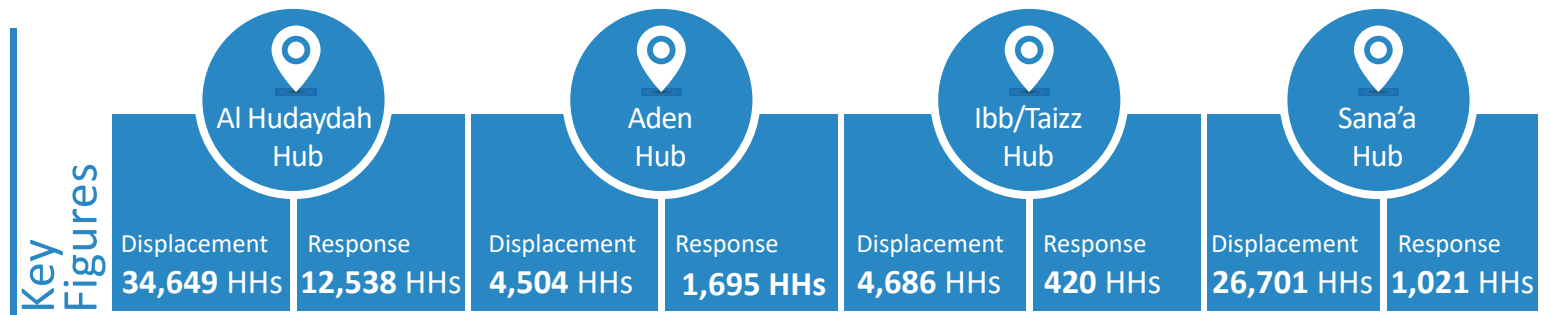 Key
Figures
Al Hudaydah
Hub
Displacement
34,649 HHs
Response
12,538 HHs
Aden
Hub
Displacement
4,504 HHs
Response
1,695 HHs
Ibb/Taizz
Hub
Displacement
4,686 HHs
Response
420 HHs
Sana’a
Hub
Displacement
26,701 HHs
Response
1,021 HHs